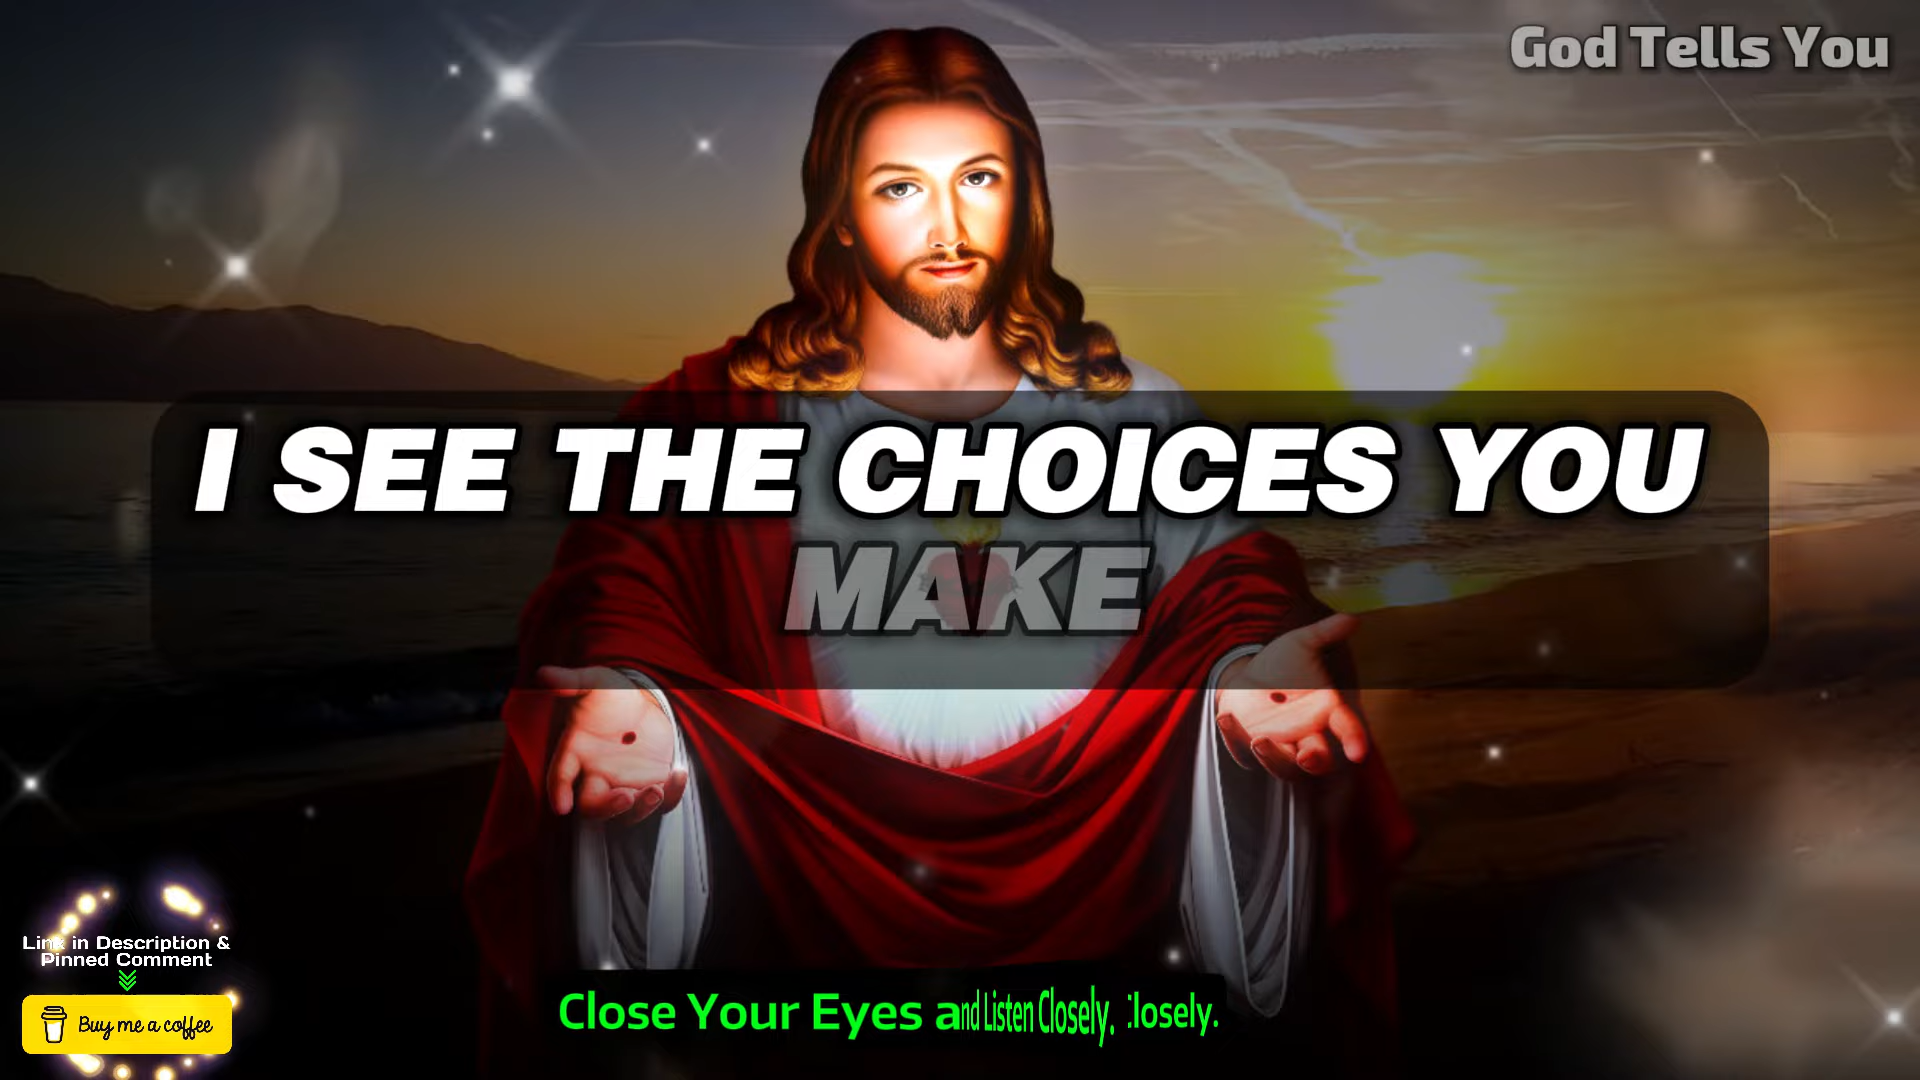 God Tells You
I SEE THE CHOICES YOU
MAKE
Link in Description &
Pinned Comment
Buy me a coffee
Close Your Eyes and Listen Closely. :losely.